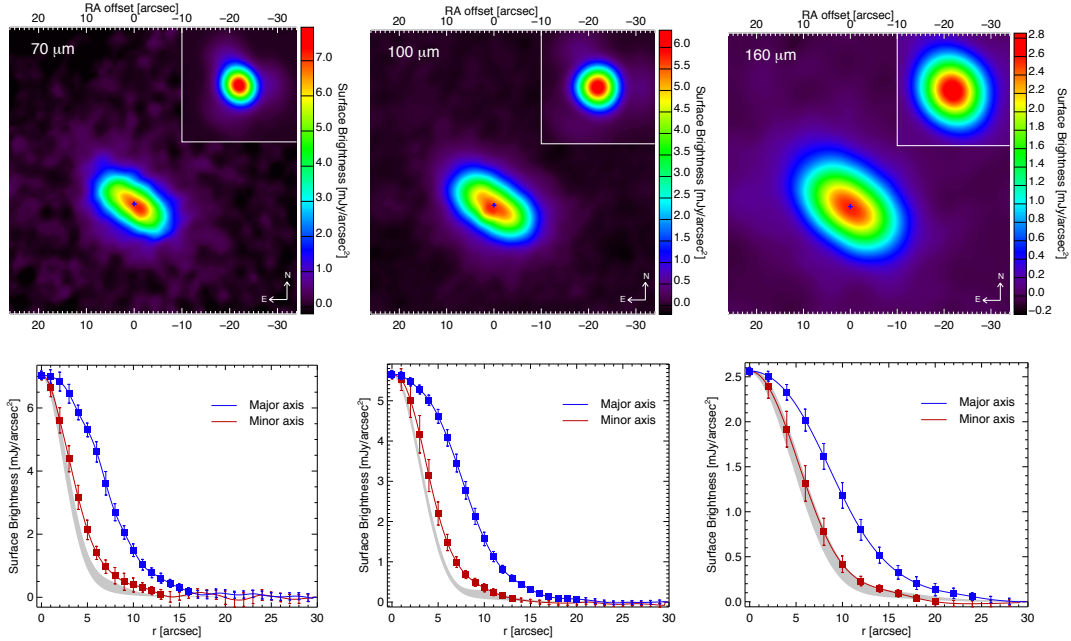 RA offset [arcsec]
20 10 0 −10 −20 −30
70 μm
7.0
6.0
5.0
4.0
3.0
2.0
1.0
0.0
Surface Brightness [mJy/arcsec²]
N
E
20 10 0 −10 −20 −30
RA offset [arcsec]
20 10 0 −10 −20 −30
100 μm
6.0
5.5
5.0
4.5
4.0
3.5
3.0
2.5
2.0
1.5
1.0
0.5
0.0
Surface Brightness [mJy/arcsec²]
N
E
20 10 0 −10 −20 −30
RA offset [arcsec]
20 10 0 −10 −20 −30
160 μm
2.8
2.6
2.4
2.2
2.0
1.8
1.6
1.4
1.2
1.0
0.8
0.6
0.4
0.2
0.0
−0.2
Surface Brightness [mJy/arcsec²]
N
E
20 10 0 −10 −20 −30
Surface Brightness [mJy/arcsec²]
6
4
2
0
Major axis
Minor axis
0 5 10 15 20 25 30
r [arcsec]
Surface Brightness [mJy/arcsec²]
5
4
3
2
1
0
Major axis
Minor axis
0 5 10 15 20 25 30
r [arcsec]
Surface Brightness [mJy/arcsec²]
2.5
2.0
1.5
1.0
0.5
0.0
Major axis
Minor axis
0 5 10 15 20 25 30
r [arcsec]